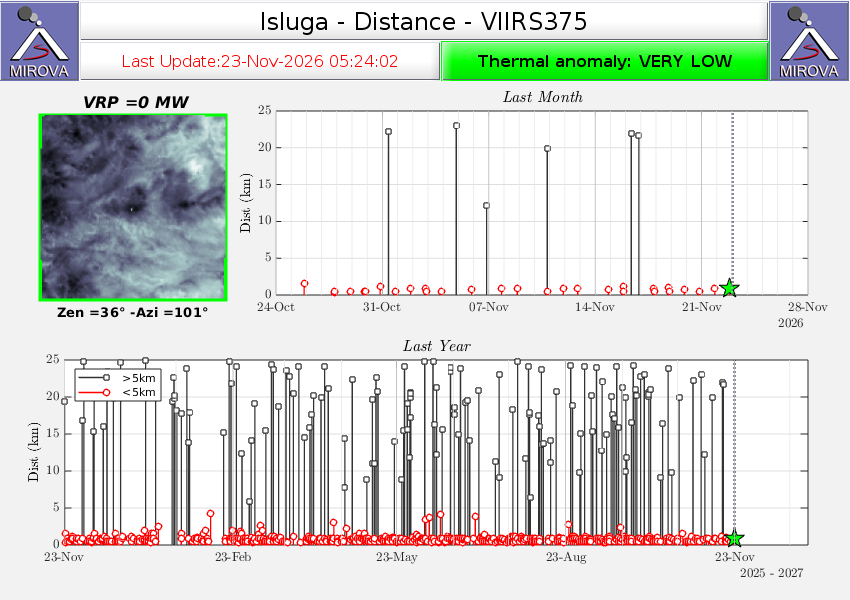 Isluga - Distance - VIIRS375
MIROVA
Last Update:23-Nov-2026 05:24:02
Thermal anomaly: VERY LOW
MIROVA
VRP =0 MW
Zen =36° -Azi =101°
Last Month
Dist (km)
25
20
15
10
5
0
24-Oct 31-Oct 07-Nov 14-Nov 21-Nov 28-Nov
2026
Last Year
Dist (km)
25
20
15
10
5
0
>5km
<5km
23-Nov 23-Feb 23-May 23-Aug 23-Nov
2025 - 2027